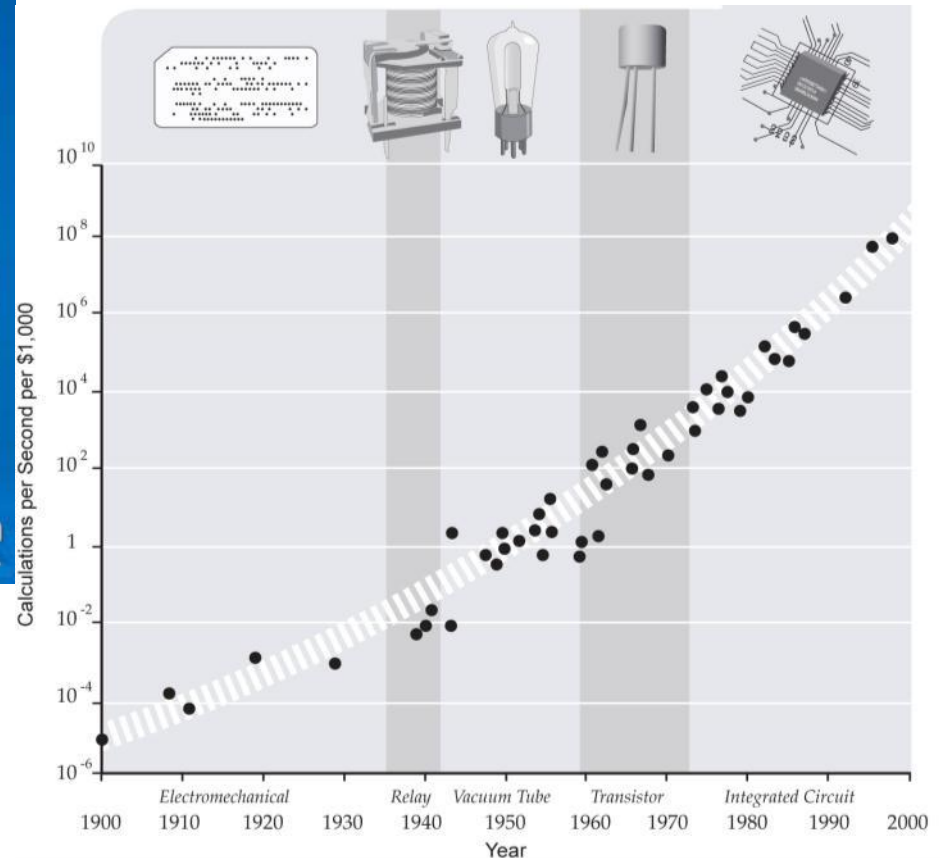 10 10
10 8
10 6
10 4
10 2
1
10 -2
10 -4
10 -6
Calculations per Second per $1,000
Electromechanical Relay Vacuum Tube Transistor Integrated Circuit
1900 1910 1920 1930 1940 1950 1960 1970 1980 1990 2000
Year